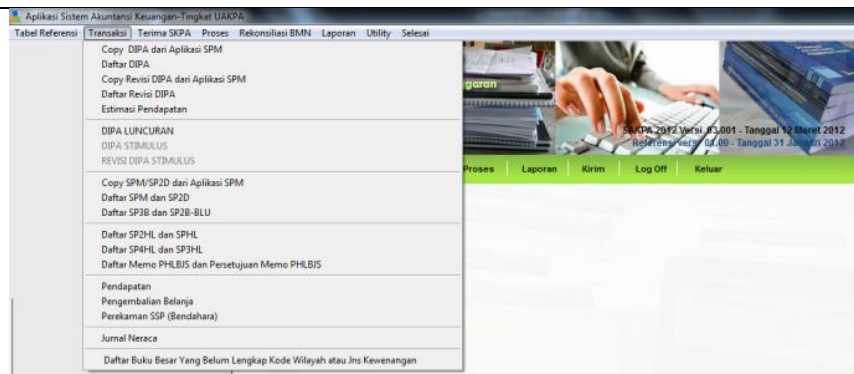 Aplikasi Sistem Akuntansi Keuangan-Tingkat UAKPA
Tabel Referensi Transaksi Terima SKPA Proses Rekonsiliasi BMN Laporan Utility Selesai
Copy DIPA dari Aplikasi SPM
Daftar DIPA
Copy Revisi DIPA dari Aplikasi SPM
Daftar Revisi DIPA
Estimasi Pendapatan
DIPA LUNCURAN
DIPA STIMULUS
REVISI DIPA STIMULUS
Copy SPM/SP2D dari Aplikasi SPM
Daftar SPM dan SP2D
Daftar SP3B dan SP2B-BLU
Daftar SP2HL dan SPHL
Daftar SP4HL dan SP3HL
Daftar Memo PHLBJS dan Persetujuan Memo PHLBJS
Pendapatan
Pengembalian Belanja
Perekaman SSP (Bendahara)
Jurnal Neraca
Daftar Buku Besar Yang Belum Lengkap Kode Wilayah atau Jns Kewenangan
garan
SAKPA 2012 Versi 03.001 - Tanggal 12 Maret 2012
Referensi versi 01.00 - Tanggal 31 Januari 2012
Proses Laporan Kirim Log Off Keluar